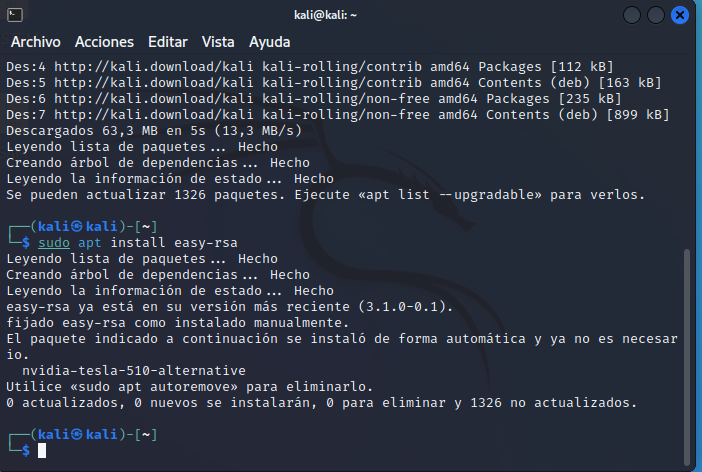 kali@kali: ~
Archivo Acciones Editar Vista Ayuda
Des:4 http://kali.download/kali kali-rolling/contrib amd64 Packages [112 kB]
Des:5 http://kali.download/kali kali-rolling/contrib amd64 Contents (deb) [163 kB]
Des:6 http://kali.download/kali kali-rolling/non-free amd64 Packages [235 kB]
Des:7 http://kali.download/kali kali-rolling/non-free amd64 Contents (deb) [899 kB]
Descargados 63,3 MB en 5s (13,3 MB/s)
Leyendo lista de paquetes... Hecho
Creando árbol de dependencias... Hecho
Leyendo la información de estado... Hecho
Se pueden actualizar 1326 paquetes. Ejecute «apt list --upgradable» para verlos.
┌──(kali㉿kali)-[~]
└─$ sudo apt install easy-rsa
Leyendo lista de paquetes... Hecho
Creando árbol de dependencias... Hecho
Leyendo la información de estado... Hecho
easy-rsa ya está en su versión más reciente (3.1.0-0.1).
fijado easy-rsa como instalado manualmente.
El paquete indicado a continuación se instaló de forma automática y ya no es necesar
io.
nvidia-tesla-510-alternative
Utilice «sudo apt autoremove» para eliminarlo.
0 actualizados, 0 nuevos se instalarán, 0 para eliminar y 1326 no actualizados.
┌──(kali㉿kali)-[~]
└─$